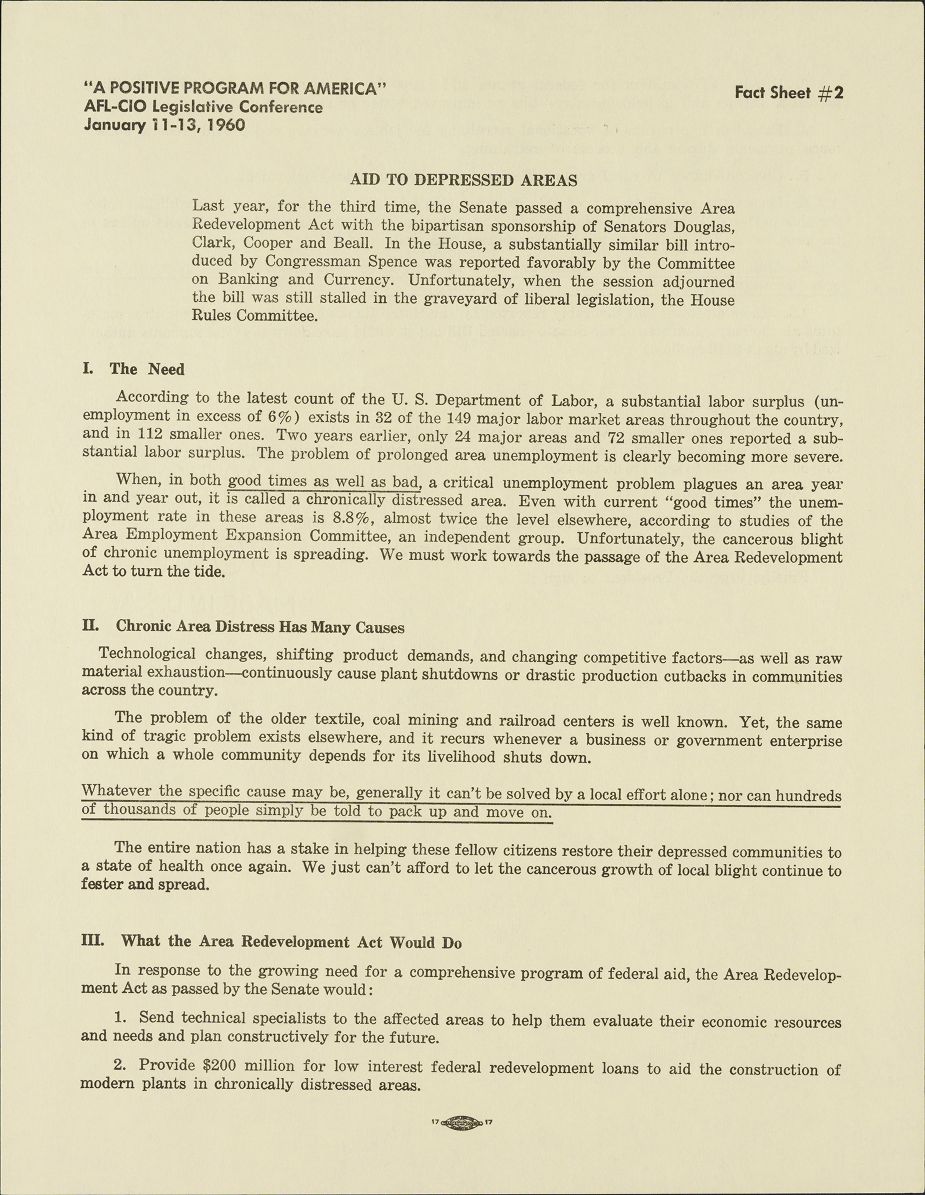 "A POSITIVE PROGRAM FOR AMERICA"
AFL-CIO Legislative Conference
January 11-13, 1960
Fact Sheet #2
AID TO DEPRESSED AREAS
Last year, for the third time, the Senate passed a comprehensive Area
Redevelopment Act with the bipartisan sponsorship of Senators Douglas,
Clark, Cooper and Beall. In the House, a substantially similar bill intro-
duced by Congressman Spence was reported favorably by the Committee
on Banking and Currency. Unfortunately, when the session adjourned
the bill was still stalled in the graveyard of liberal legislation, the House
Rules Committee.
I. The Need
According to the latest count of the U. S. Department of Labor, a substantial labor surplus (un-
employment in excess of 6%) exists in 32 of the 149 major labor market areas throughout the country,
and in 112 smaller ones. Two years earlier, only 24 major areas and 72 smaller ones reported a sub-
stantial labor surplus. The problem of prolonged area unemployment is clearly becoming more severe.
When, in both good times as well as bad, a critical unemployment problem plagues an area year
in and year out, it is called a chronically distressed area. Even with current "good times" the unem-
ployment rate in these areas is 8.8%, almost twice the level elsewhere, according to studies of the
Area Employment Expansion Committee, an independent group. Unfortunately, the cancerous blight
of chronic unemployment is spreading. We must work towards the passage of the Area Redevelopment
Act to turn the tide.
II. Chronic Area Distress Has Many Causes
Technological changes, shifting product demands, and changing competitive factors—as well as raw
material exhaustion—continuously cause plant shutdowns or drastic production cutbacks in communities
across the country.
The problem of the older textile, coal mining and railroad centers is well known. Yet, the same
kind of tragic problem exists elsewhere, and it recurs whenever a business or government enterprise
on which a whole community depends for its livelihood shuts down.
Whatever the specific cause may be, generally it can't be solved by a local effort alone; nor can hundreds
of thousands of people simply be told to pack up and move on.
The entire nation has a stake in helping these fellow citizens restore their depressed communities to
a state of health once again. We just can't afford to let the cancerous growth of local blight continue to
fester and spread.
III. What the Area Redevelopment Act Would Do
In response to the growing need for a comprehensive program of federal aid, the Area Redevelop-
ment Act as passed by the Senate would:
1. Send technical specialists to the affected areas to help them evaluate their economic resources
and needs and plan constructively for the future.
2. Provide $200 million for low interest federal redevelopment loans to aid the construction of
modern plants in chronically distressed areas.
17 17